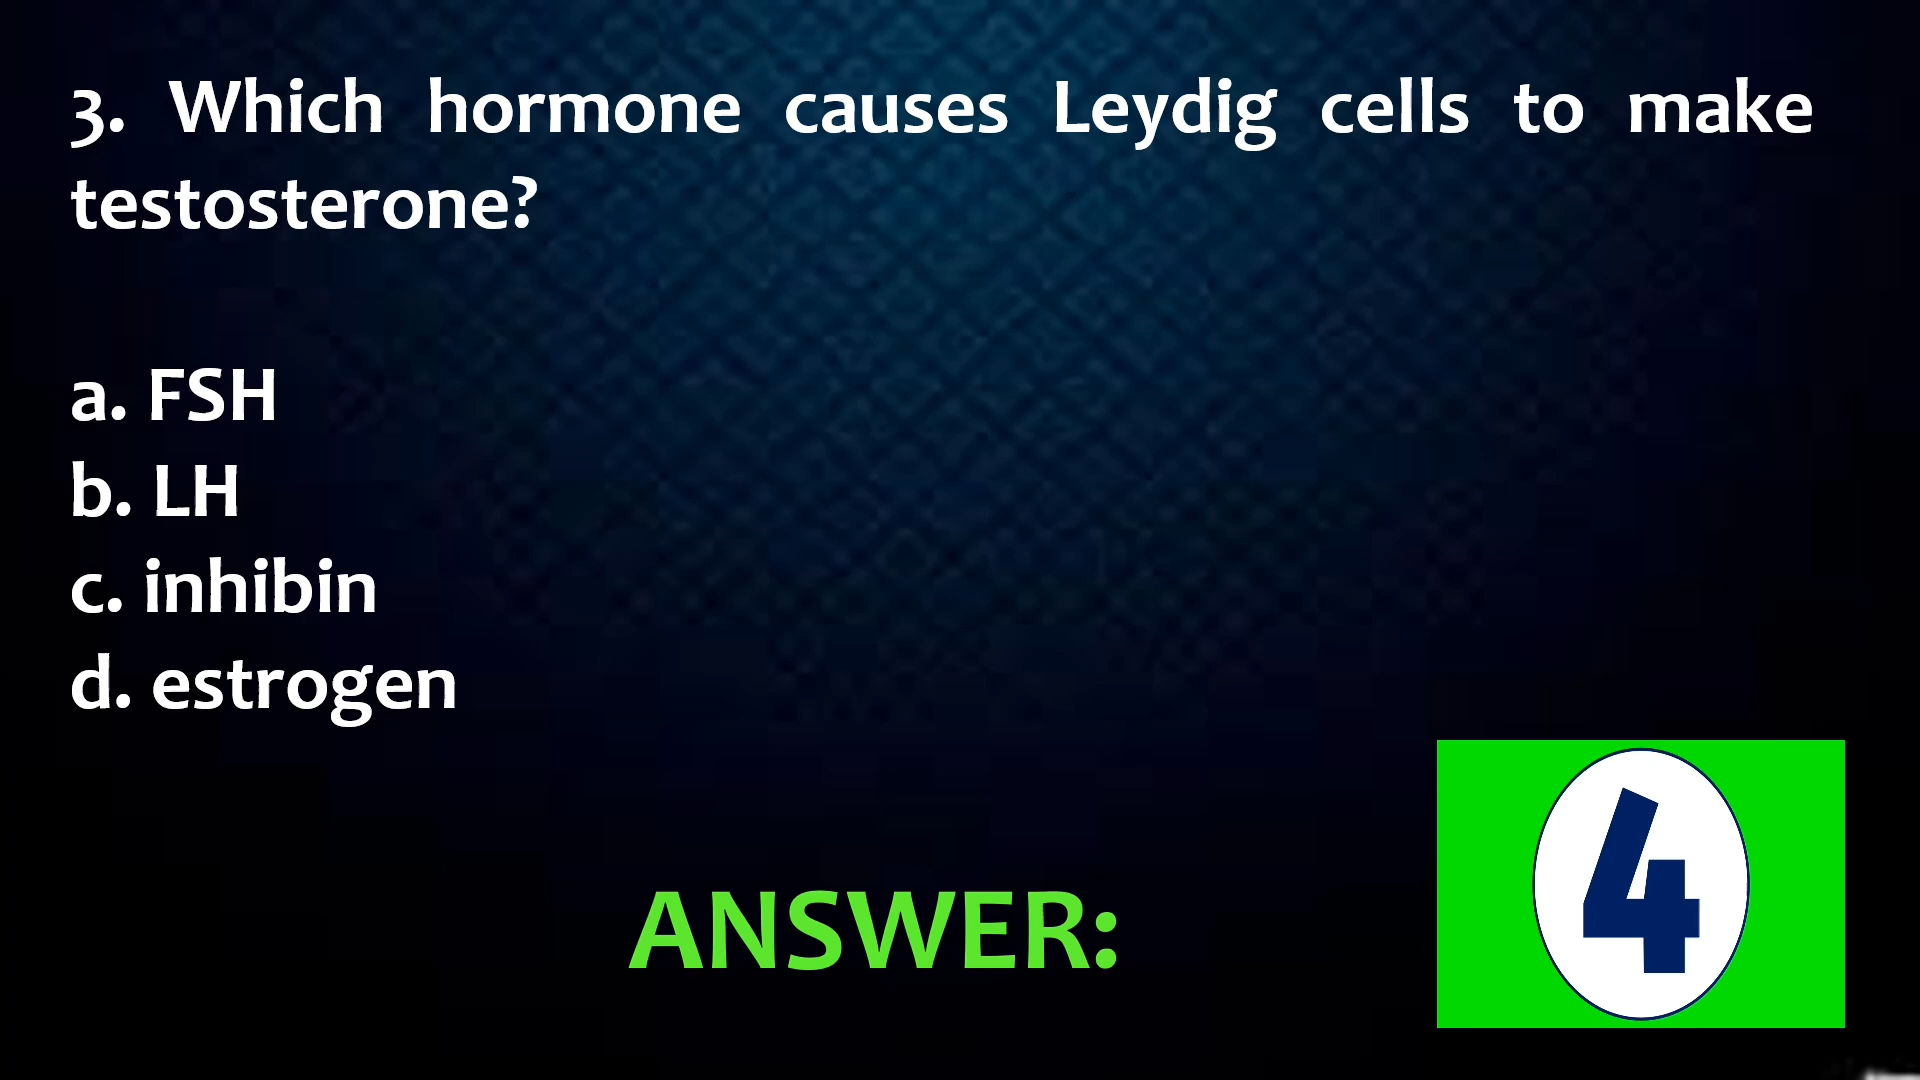 3. Which hormone causes Leydig cells to make
testosterone?
a. FSH
b. LH
c. inhibin
d. estrogen
ANSWER:
4